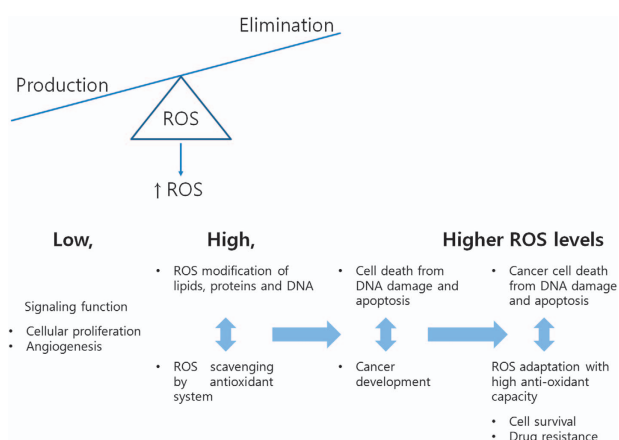 Elimination
Production
ROS
↑ ROS
Low,
High,
Higher ROS levels
Signaling function
• Cellular proliferation
• Angiogenesis
• ROS modification of
lipids, proteins and DNA
• ROS scavenging
by antioxidant
system
• Cell death from
DNA damage and
apoptosis
• Cancer
development
• Cancer cell death
from DNA damage
and apoptosis
ROS adaptation with
high anti-oxidant
capacity
• Cell survival
• Drug resistance